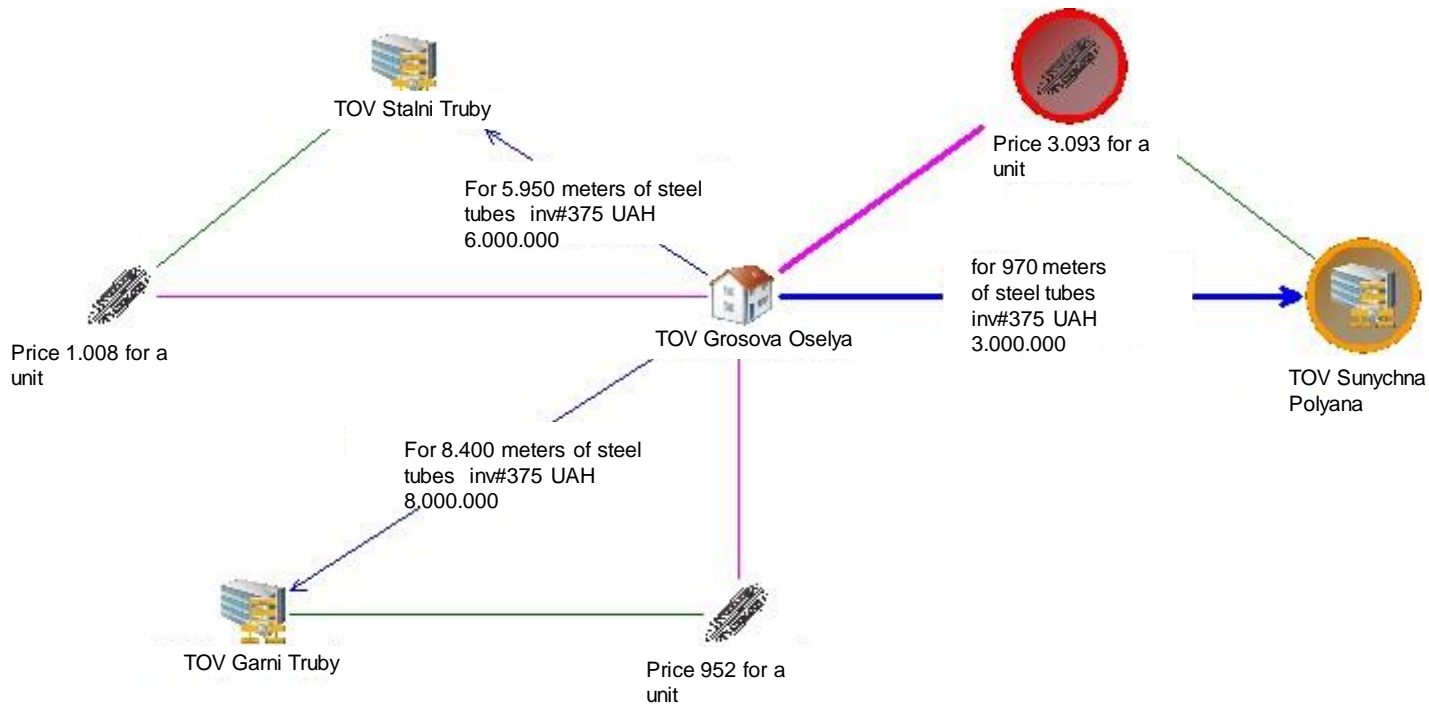 TOV Stalni Truby
Price 3.093 for a
unit
For 5.950 meters of steel
tubes inv#375 UAH
6.000.000
for 970 meters
of steel tubes
inv#375 UAH
3.000.000
TOV Grosova Oselya
Price 1.008 for a
unit
TOV Sunychna
Polyana
For 8.400 meters of steel
tubes inv#375 UAH
8.000.000
TOV Garni Truby
Price 952 for a
unit